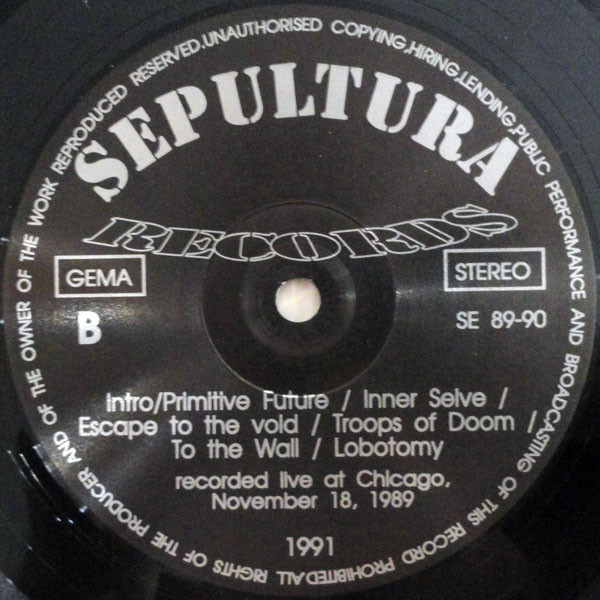 ALL RIGHTS OF THE PRODUCER AND OF THE OWNER OF THE WORK REPRODUCED RESERVED.UNAUTHORISED COPYING,HIRING,LENDING,PUBLIC PERFORMANCE AND BROADCASTING OF THIS RECORD PROHIBITED.
SEPULTURA
RECORDS
GEMA
STEREO
B
SE 89-90
Intro/Primitive Future / Inner Selve /
Escape to the void / Troops of Doom /
To the Wall / Lobotomy
recorded live at Chicago,
November 18, 1989
1991